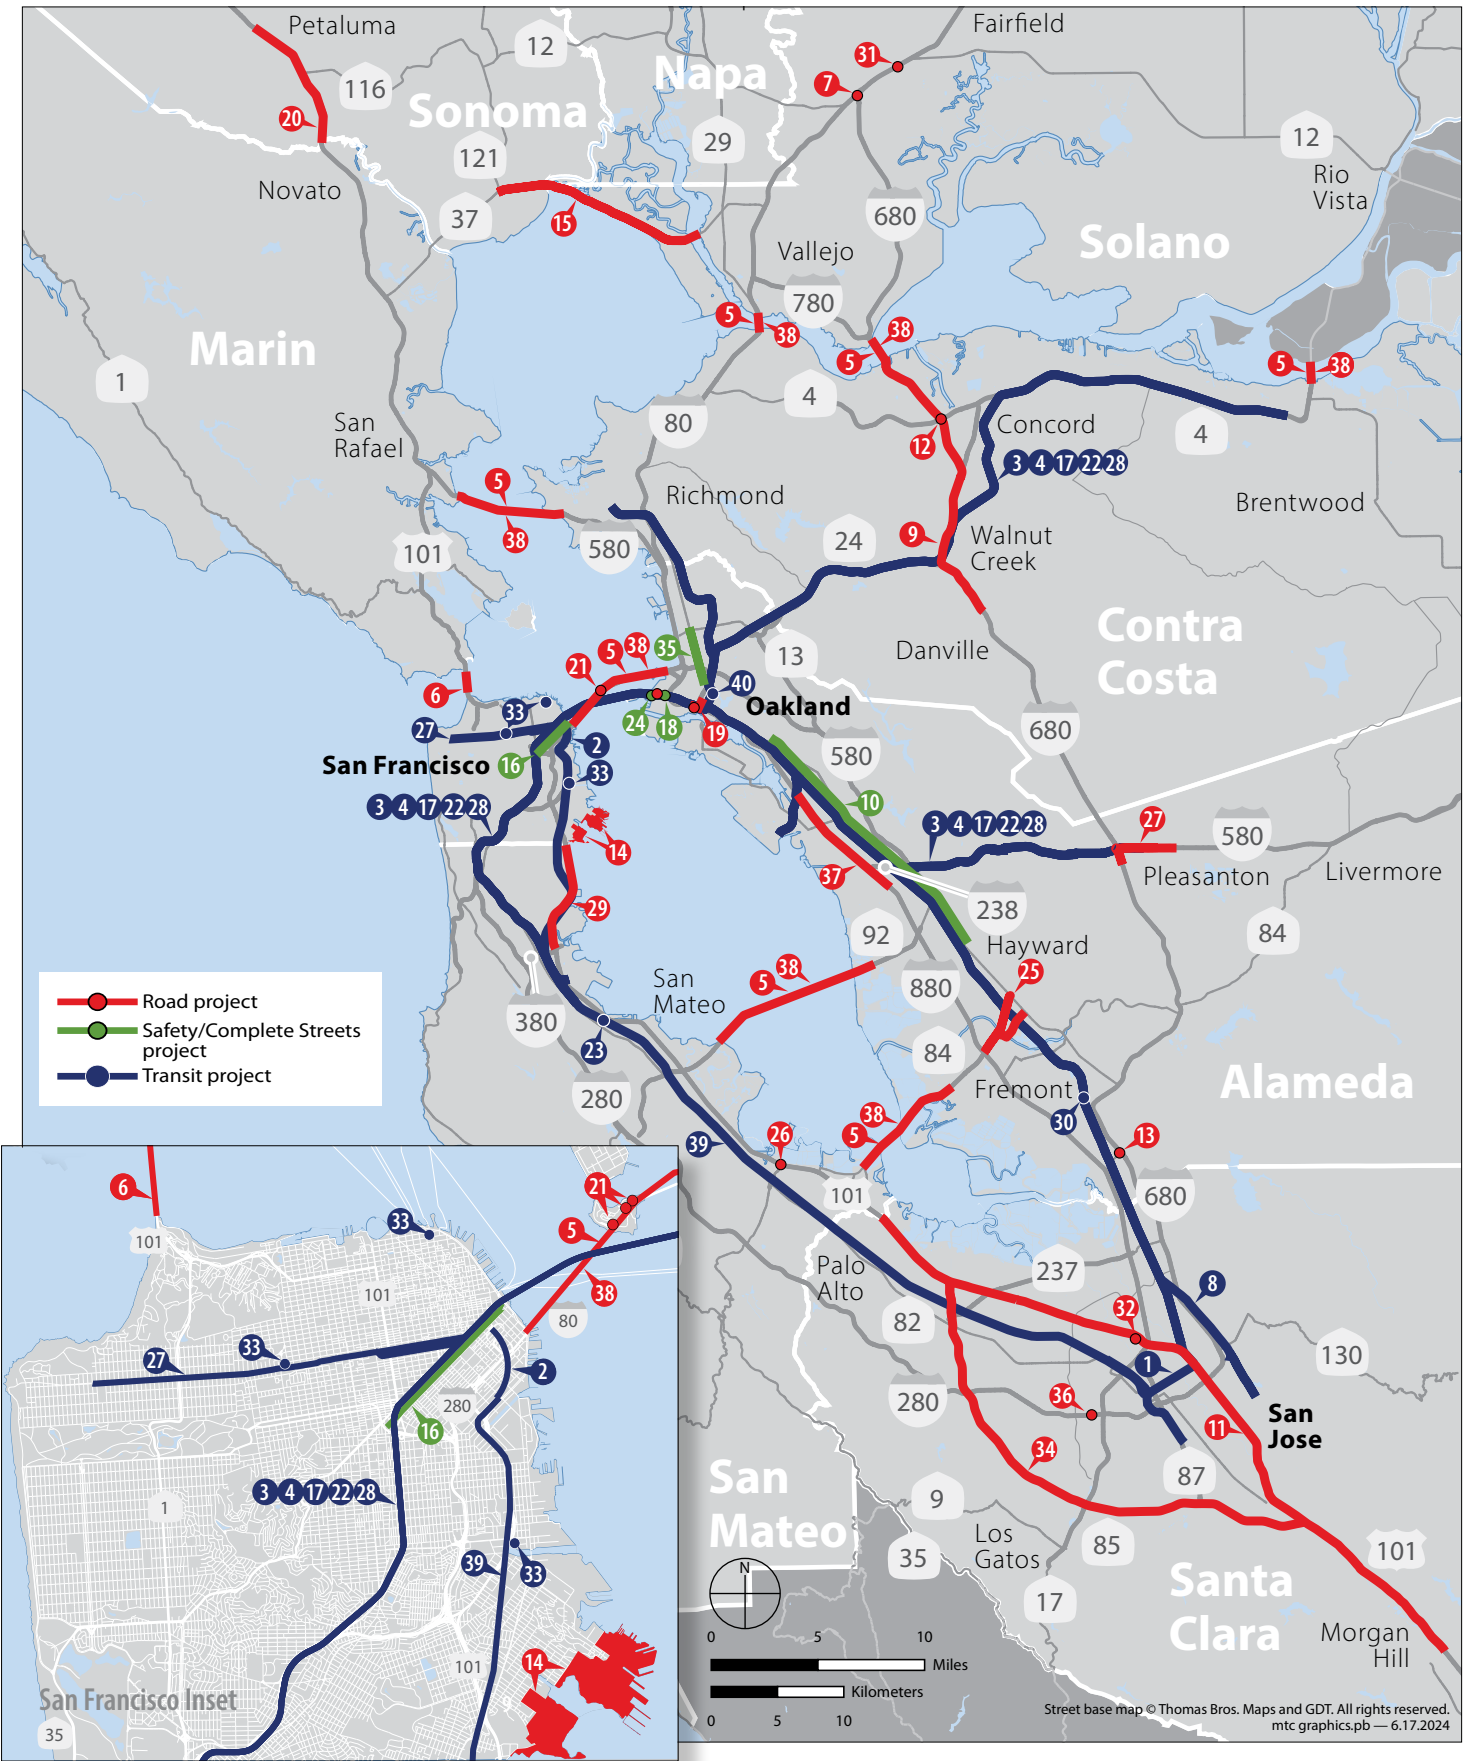 Petaluma
Fairfield
12
31
Napa
7
116
Sonoma
20
29
12
121
Rio
Vista
Novato
37
15
680
Solano
Vallejo
780
5
38
38
5
Marin
1
5
38
4
80
San
Rafael
12
Concord
4
3 4 17 22 28
5
Richmond
Brentwood
38
101
580
24
9
Walnut
Creek
Contra
Costa
21
5
38
35
13
Danville
6
40
Oakland
33
27
24
18
19
680
2
580
San Francisco
16
33
3 4 17 22 28
10
3 4 17 22 28
27
580
14
Pleasanton
Livermore
37
29
238
92
Hayward
84
San
Mateo
5
38
25
880
Road project
Safety/Complete Streets
project
Transit project
380
23
84
280
Fremont
Alameda
38
30
39
26
5
13
101
680
237
Palo
Alto
8
82
32
1
130
280
36
San
Jose
11
34
87
San
Mateo
9
Los
Gatos
85
35
101
Santa
Clara
17
Morgan
Hill
N
0 5 10
Miles
Kilometers
0 5 10
Street base map © Thomas Bros. Maps and GDT. All rights reserved.
mtc graphics.pb — 6.17.2024
6
21
33
101
5
101
38
80
33
27
2
280
16
3 4 17 22 28
1
39
33
101
14
San Francisco Inset
35